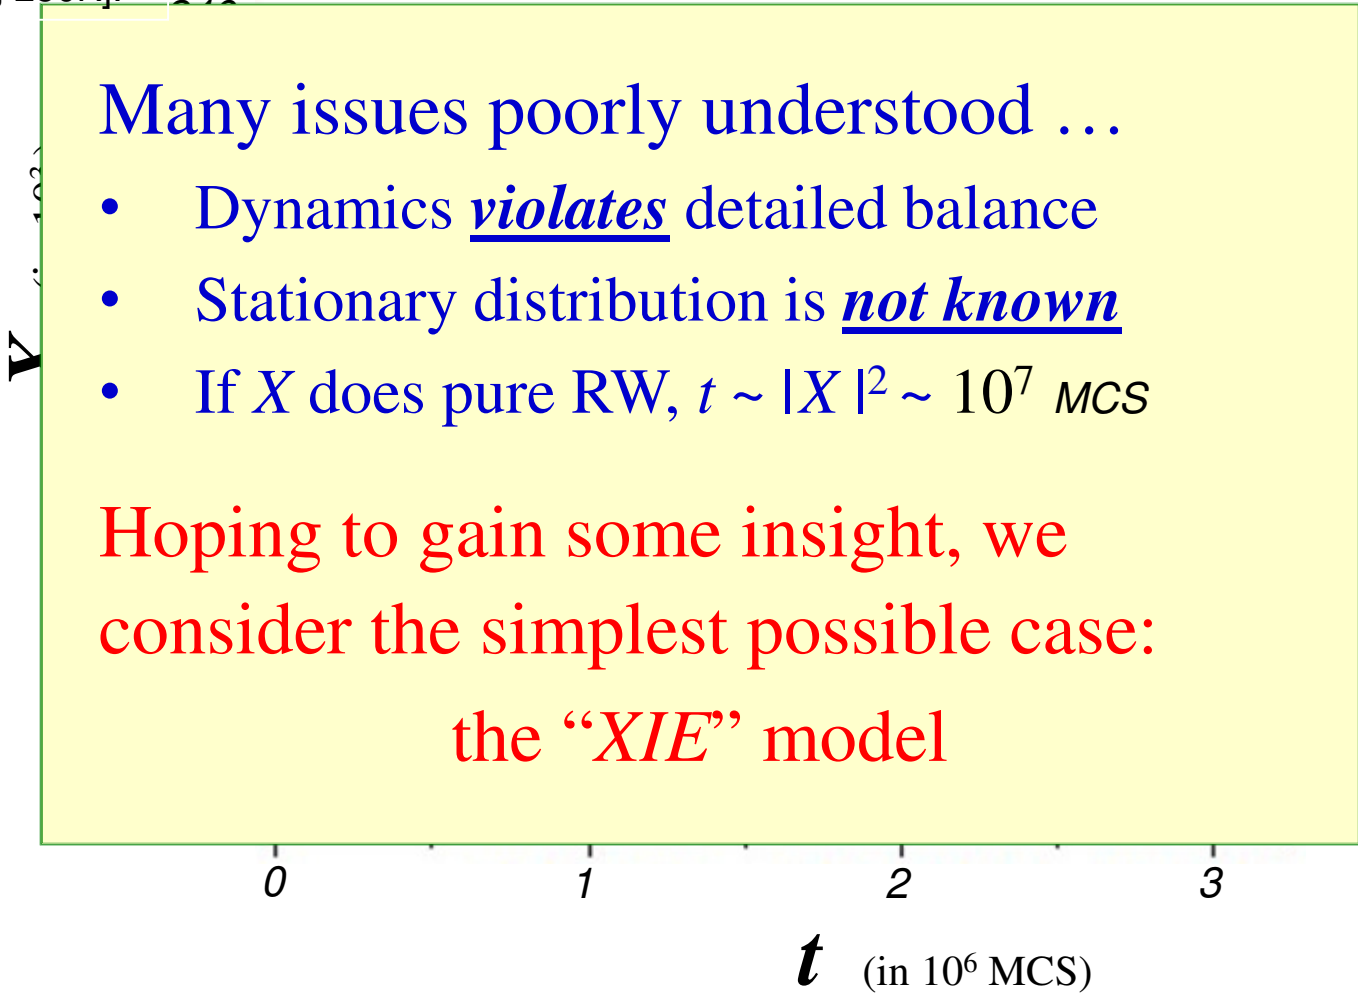 Many issues poorly understood …
• Dynamics violates detailed balance
• Stationary distribution is not known
• If X does pure RW, t ~ |X|² ~ 10⁷ MCS
Hoping to gain some insight, we
consider the simplest possible case:
the “XIE” model
0 1 2 3
t (in 10⁶ MCS)